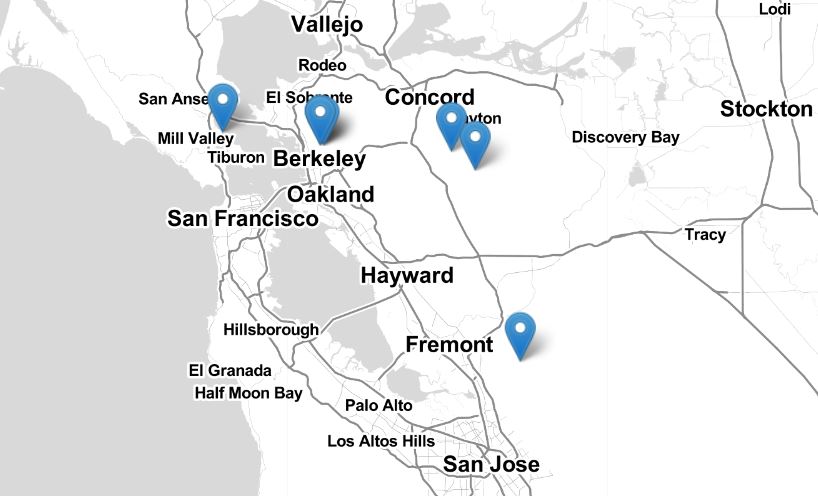 Lodi
Vallejo
Rodeo
San Anse
El Sobrante
Concord
Stockton
yton
Mill Valley
Discovery Bay
Tiburon
Berkeley
Oakland
San Francisco
Tracy
Hayward
Hillsborough
Fremont
El Granada
Half Moon Bay
Palo Alto
Los Altos Hills
San Jose